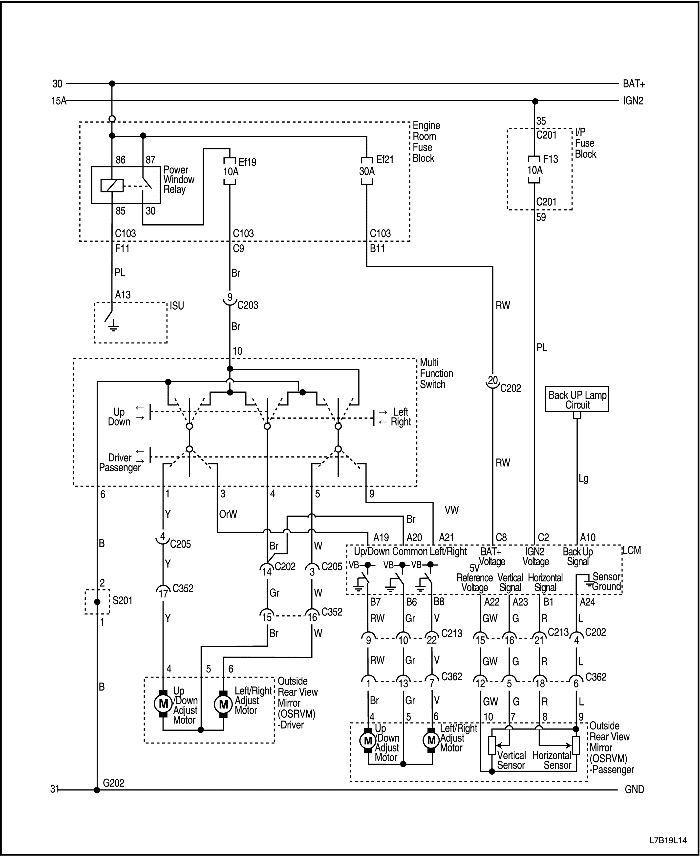 30
BAT+
15A
IGN2
Engine
Room
Fuse
Block
35
C201
I/P
Fuse
Block
F13
10A
C201
59
86
87
Power
Window
Relay
85
30
Ef19
10A
Ef21
30A
C103
F11
C103
C9
C103
B11
PL
Br
A13
ISU
9
C203
Br
10
RW
PL
20
C202
Multi
Function
Switch
Up
Down
Left
Right
Driver
Passenger
Back UP Lamp
Circuit
RW
Lg
6
1
3
4
5
9
Y
OrW
Br
VW
B
4
C205
Br
W
A19
A20
A21
C8
C2
A10
LCM
Up/Down
Common
Left/Right
BAT+
Voltage
IGN2
Voltage
Back Up
Signal
VB
VB
VB
5V
Reference
Voltage
Vertical
Signal
Horizontal
Signal
Sensor
Ground
14
C202
3
C205
Y
2
S201
1
C352
17
Gr
W
15
16
C352
Y
Br
W
B
B7
B6
B8
A22
A23
B1
A24
RW
Gr
V
GW
G
R
L
9
10
22
C213
15
16
21
C213
4
C202
RW
Gr
V
GW
G
R
L
1
13
7
C362
12
5
18
6
C362
Br
Gr
V
GW
G
R
L
4
5
6
10
7
8
9
4
5
6
M
Up
/Down
Adjust
Motor
M
Left/Right
Adjust
Motor
Outside
Rear View
Mirror
(OSRVM)
-Driver
M
Up
/Down
Adjust
Motor
M
Left/Right
Adjust
Motor
Vertical
Sensor
Horizontal
Sensor
Outside
Rear View
Mirror
(OSRVM)
-Passenger
31
G202
GND
L7B19L14